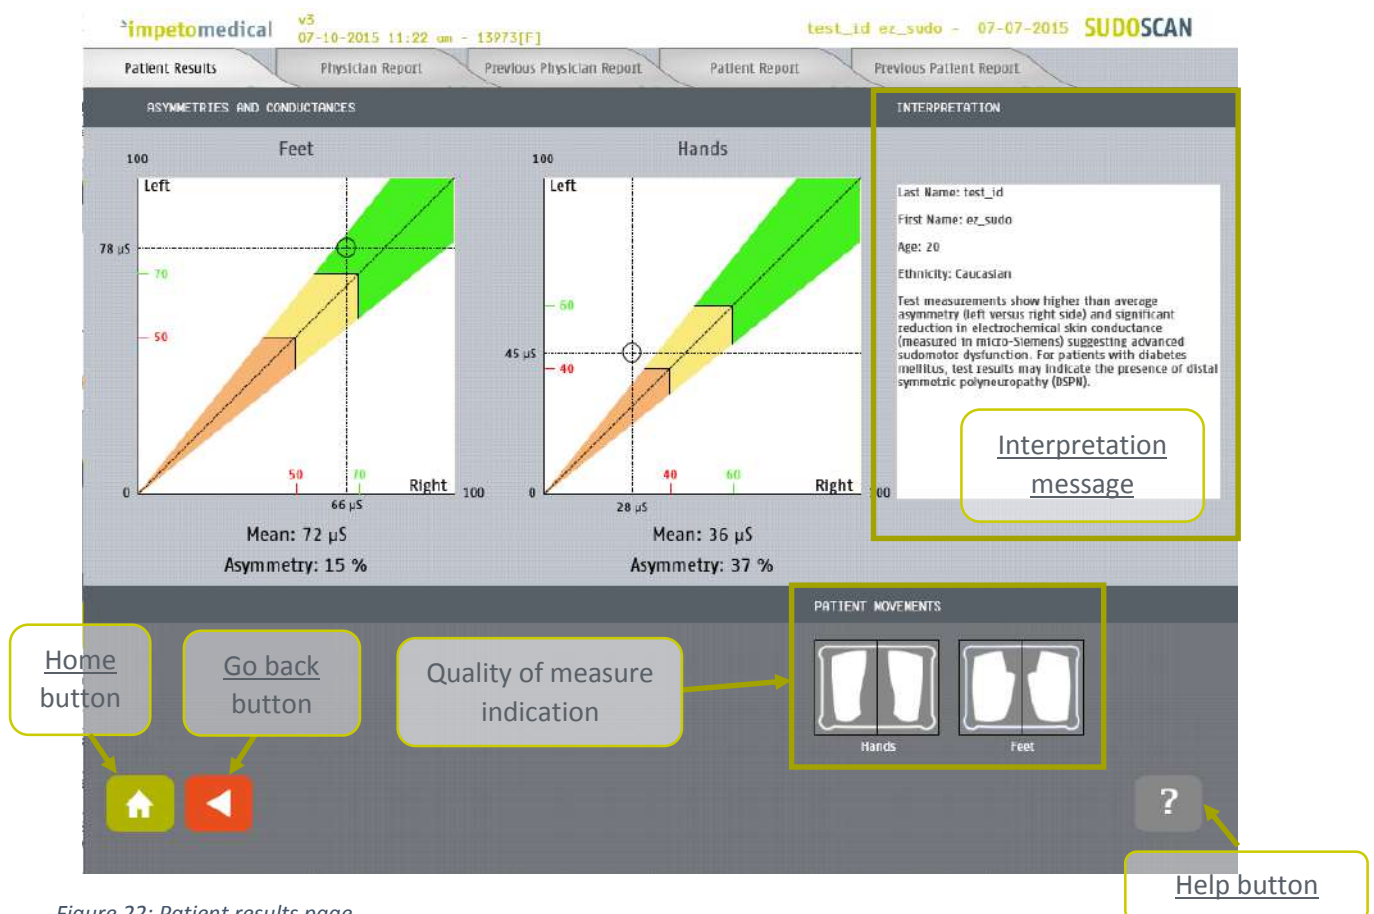 impetomedical
v3
07-10-2015 11:22 am - 13973[F]
test_id ez_sudo - 07-07-2015
SUDOSCAN
Patient Results
Physician Report
Previous Physician Report
Patient Report
Previous Patient Report
ASYMMETRIES AND CONDUCTANCES
Feet
100
Left
78 µS
70
50
50
70
Right
0
100
66 µS
Mean: 72 µS
Asymmetry: 15 %
Hands
100
Left
60
45 µS
40
40
60
Right
0
100
28 µS
Mean: 36 µS
Asymmetry: 37 %
INTERPRETATION
Last Name: test_id
First Name: ez_sudo
Age: 20
Ethnicity: Caucasian
Test measurements show higher than average
asymmetry (left versus right side) and significant
reduction in electrochemical skin conductance
(measured in micro-Siemens) suggesting advanced
sudomotor dysfunction. For patients with diabetes
mellitus, test results may indicate the presence of distal
symmetric polyneuropathy (DSPN).
Interpretation
message
PATIENT MOVEMENTS
Hands
Feet
Home
button
Go back
button
Quality of measure
indication
?
Help button
Figure 22: Patient results page